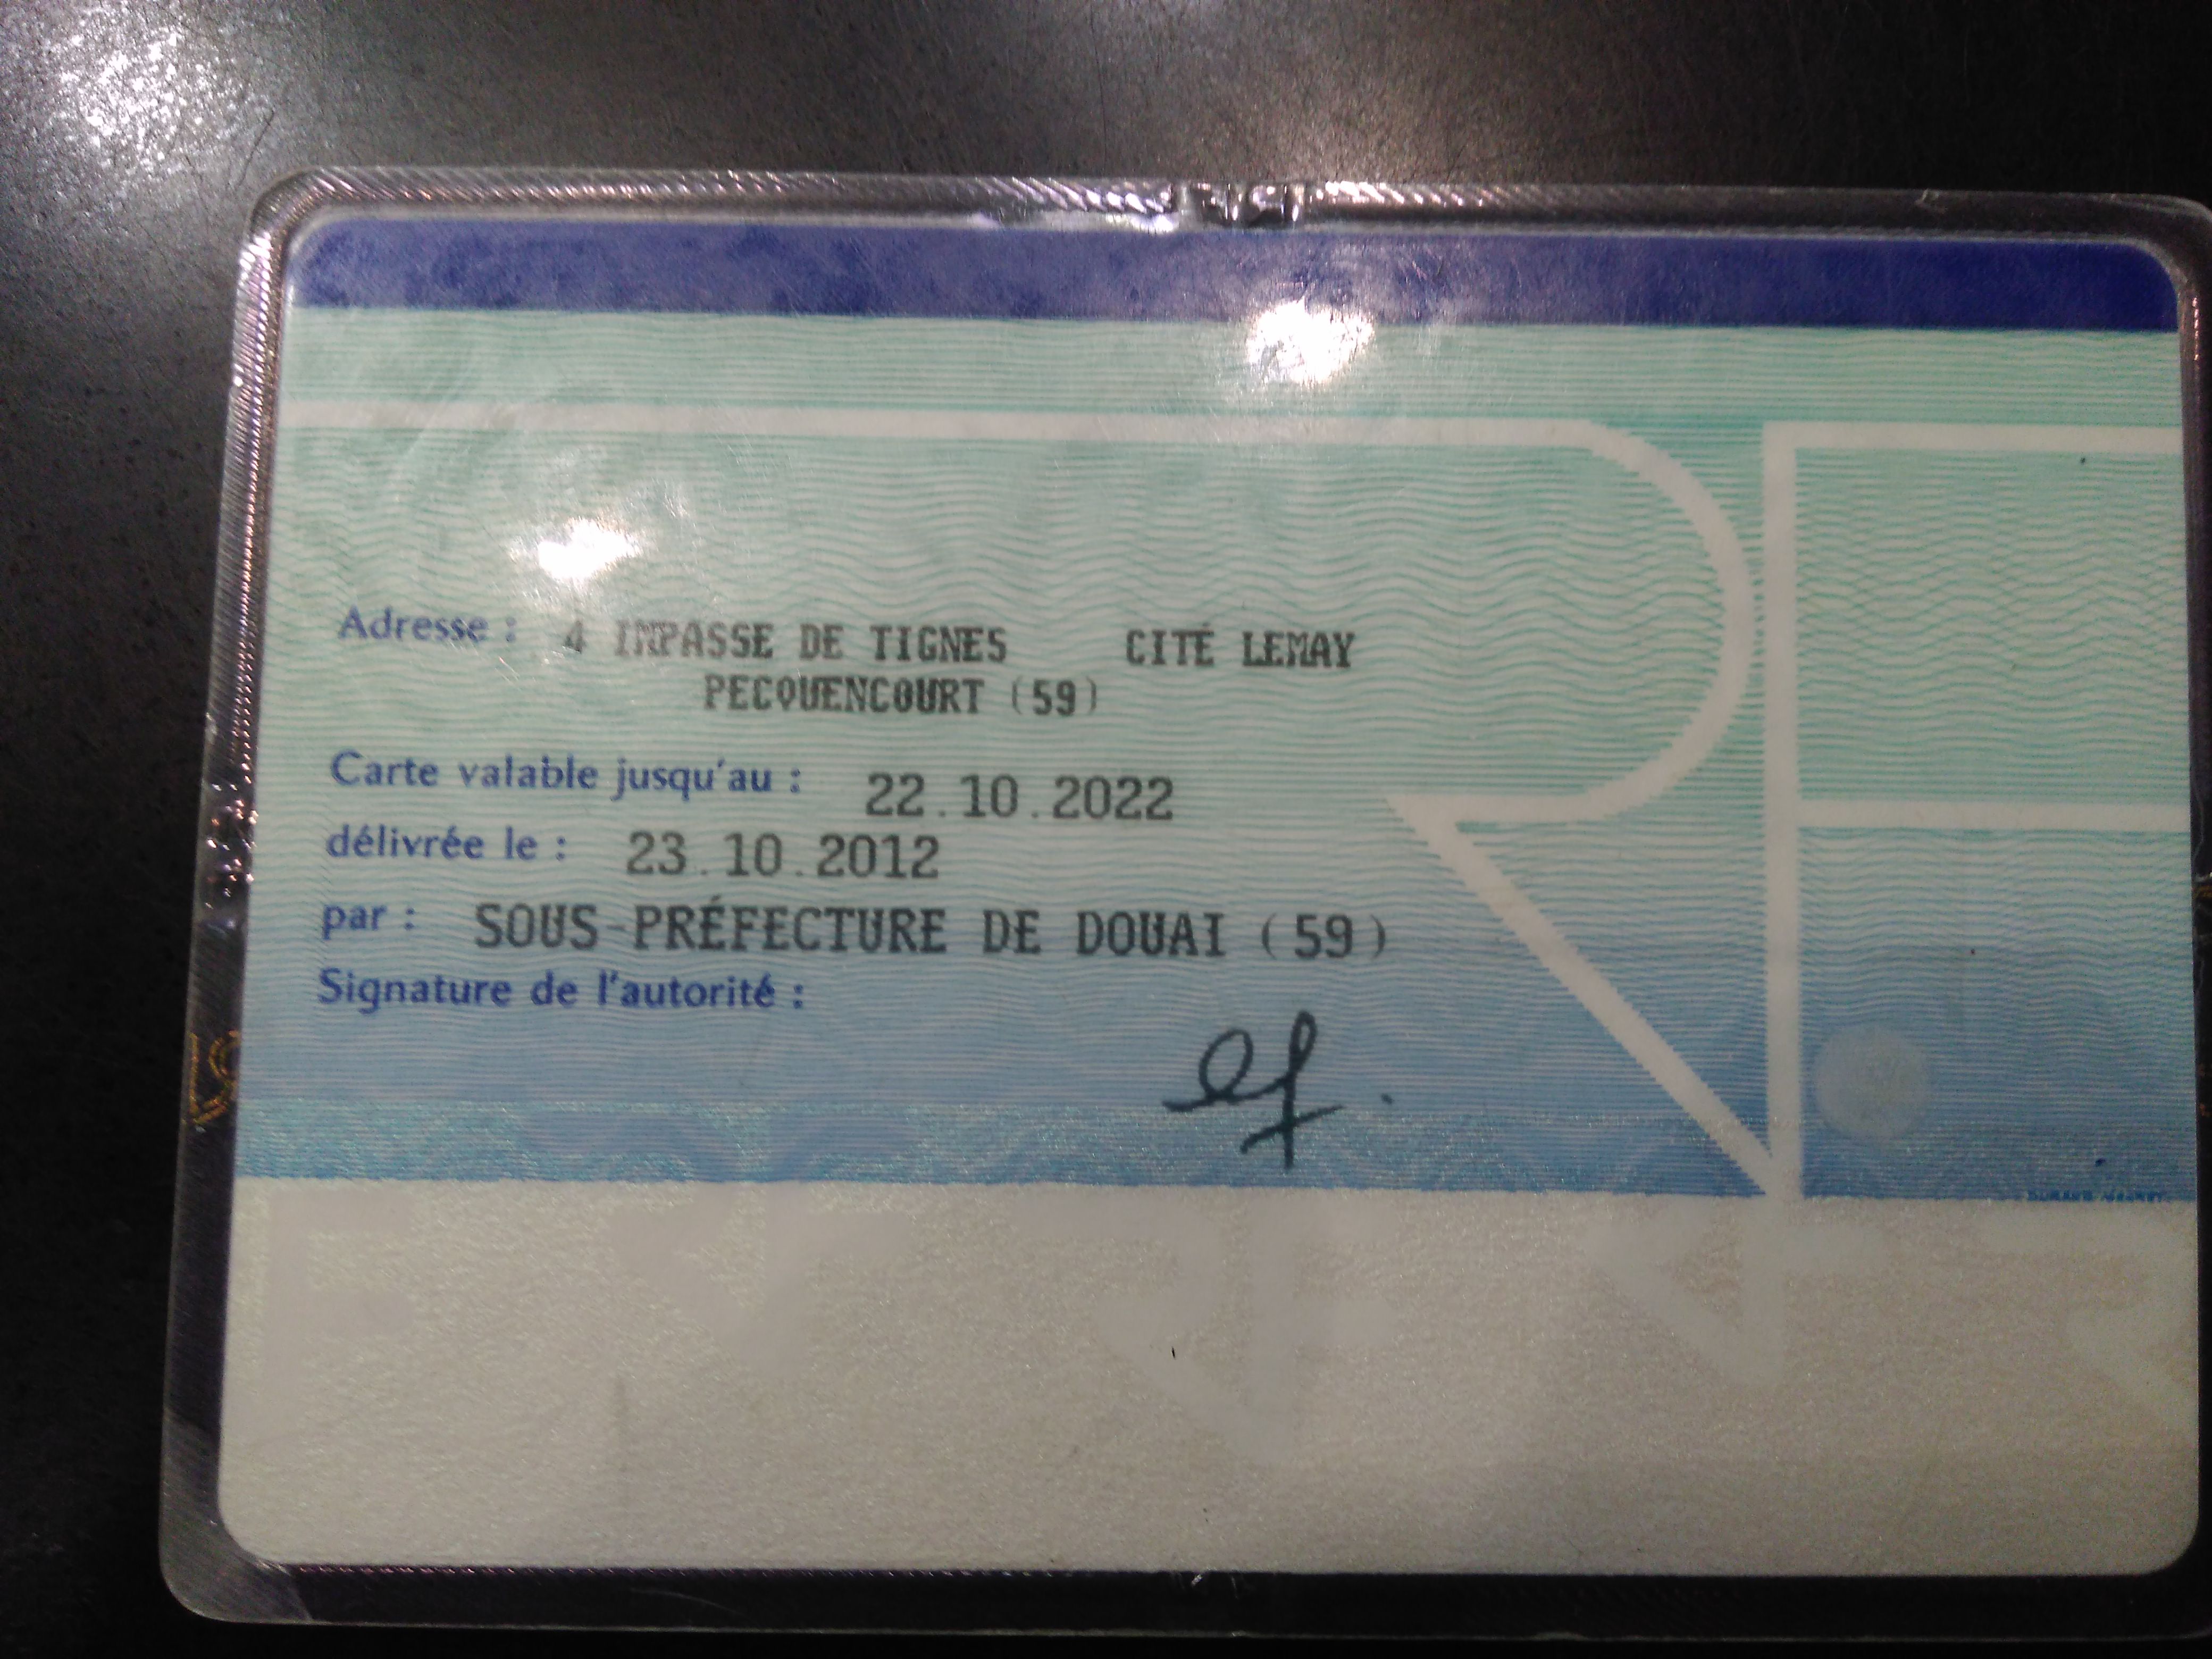 Adresse : 4 IMPASSE DE TIGNES CITÉ LEMAY
PECQUENCOURT (59)
Carte valable jusqu'au : 22.10.2022
délivrée le : 23.10.2012
par : SOUS-PRÉFECTURE DE DOUAI (59)
Signature de l'autorité :
RF